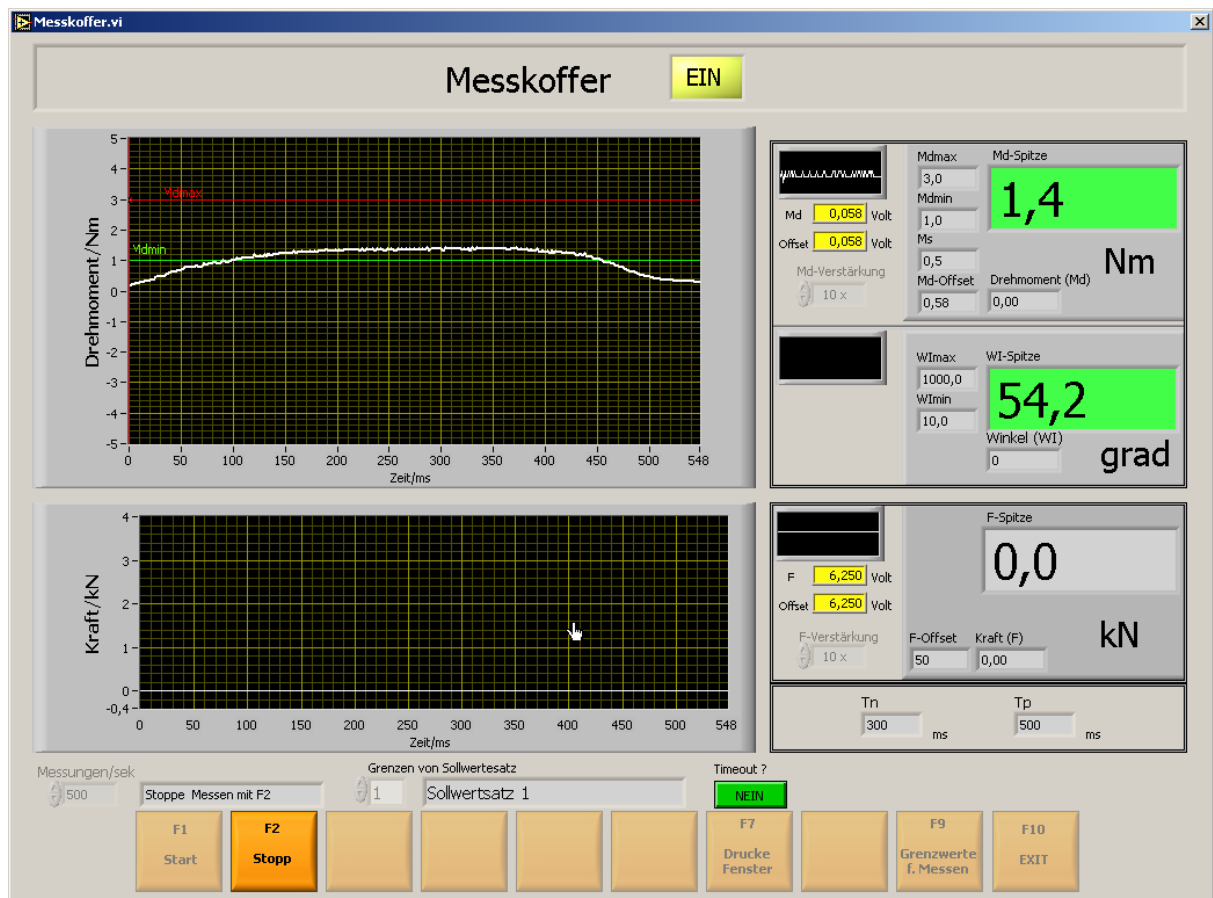 Messkoffer.vi
Messkoffer EIN
Drehmoment/Nm
5
4
3
2
1
0
-1
-2
-3
-4
-5
Mdmax
Mdmin
0 50 100 150 200 250 300 350 400 450 500 548
Zeit/ms
Md 0,058 Volt
Offset 0,058 Volt
Md-Verstärkung
10 x
Mdmax
3,0
Mdmin
1,0
Ms
0,5
Md-Offset
0,58
Md-Spitze
1,4
Nm
Drehmoment (Md)
0,00
WImax
1000,0
WImin
10,0
WI-Spitze
54,2
Winkel (WI)
0
grad
Kraft/kN
4
3
2
1
0
-0,4
0 50 100 150 200 250 300 350 400 450 500 548
Zeit/ms
F 6,250 Volt
Offset 6,250 Volt
F-Verstärkung
10 x
F-Spitze
0,0
kN
F-Offset
50
Kraft (F)
0,00
Tn
300 ms
Tp
500 ms
Messungen/sek
500
Stoppe Messen mit F2
Grenzen von Sollwertesatz
1 Sollwertsatz 1
Timeout ?
NEIN
F1
Start
F2
Stopp
F7
Drucke
Fenster
F9
Grenzwerte
f. Messen
F10
EXIT